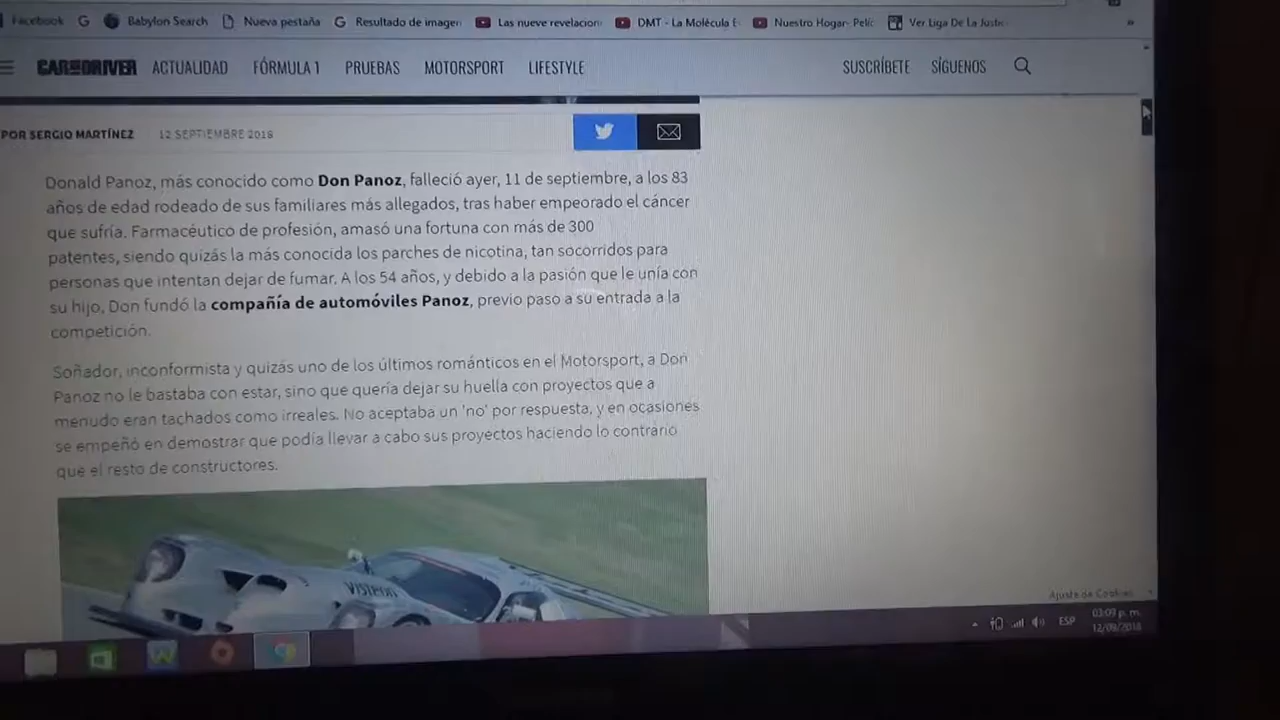 Facebook G Babylon Search Nueva pestaña G Resultado de imagen Las nueve revelacion DMT - La Molécula E Nuestro Hogar- Pelíc Ver Liga De La Justic »
CAR AND DRIVER ACTUALIDAD FÓRMULA 1 PRUEBAS MOTORSPORT LIFESTYLE SUSCRÍBETE SÍGUENOS
POR SERGIO MARTÍNEZ 12 SEPTIEMBRE 2018
Donald Panoz, más conocido como Don Panoz, falleció ayer, 11 de septiembre, a los 83
años de edad rodeado de sus familiares más allegados, tras haber empeorado el cáncer
que sufría. Farmacéutico de profesión, amasó una fortuna con más de 300
patentes, siendo quizás la más conocida los parches de nicotina, tan socorridos para
personas que intentan dejar de fumar. A los 54 años, y debido a la pasión que le unía con
su hijo, Don fundó la compañía de automóviles Panoz, previo paso a su entrada a la
competición.
Soñador, inconformista y quizás uno de los últimos románticos en el Motorsport, a Don
Panoz no le bastaba con estar, sino que quería dejar su huella con proyectos que a
menudo eran tachados como irreales. No aceptaba un 'no' por respuesta, y en ocasiones
se empeñó en demostrar que podía llevar a cabo sus proyectos haciendo lo contrario
que el resto de constructores.
Visteon
Ajuste de Cookies
ESP
03:09 p. m.
12/09/2018